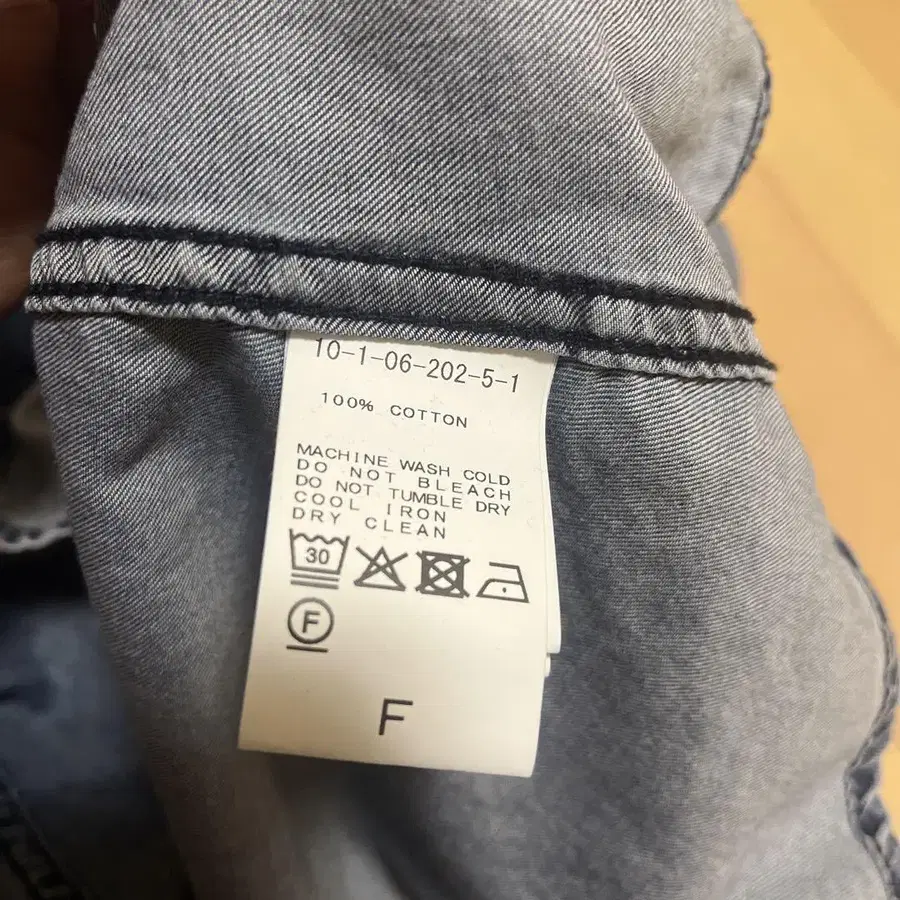 10-1-06-202-5-1
100% COTTON
MACHINE WASH COLD
DO NOT BLEACH
DO NOT TUMBLE DRY
COOL IRON
DRY CLEAN
30
F
F